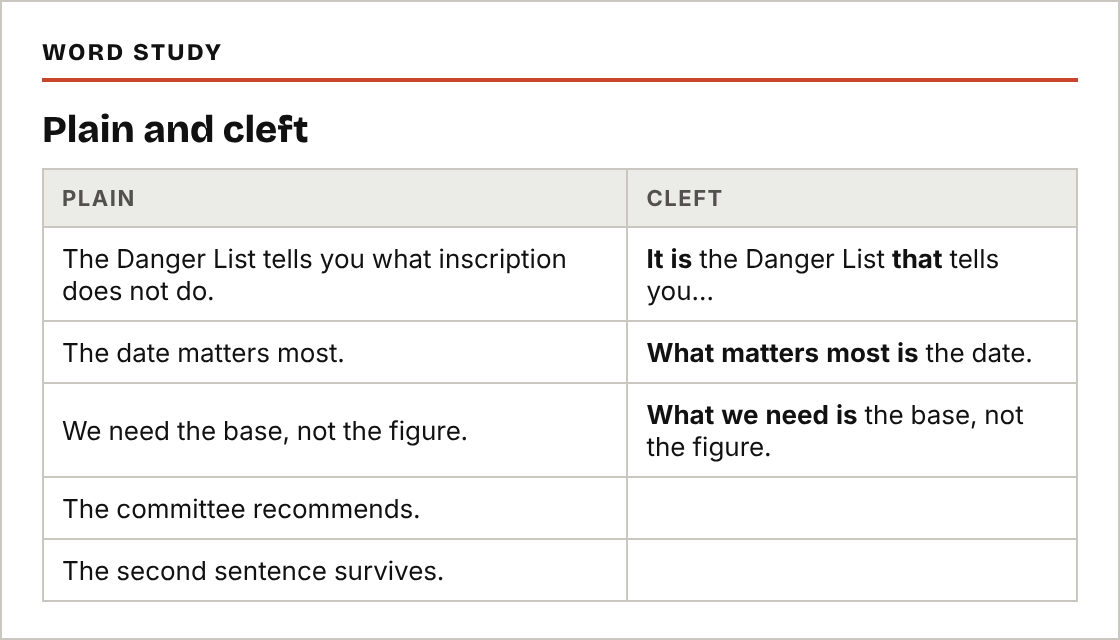 WORD STUDY
Plain and cleft
PLAIN
CLEFT
The Danger List tells you what inscription
does not do.
It is the Danger List that tells
you...
The date matters most.
What matters most is the date.
We need the base, not the figure.
What we need is the base, not
the figure.
The committee recommends.
The second sentence survives.